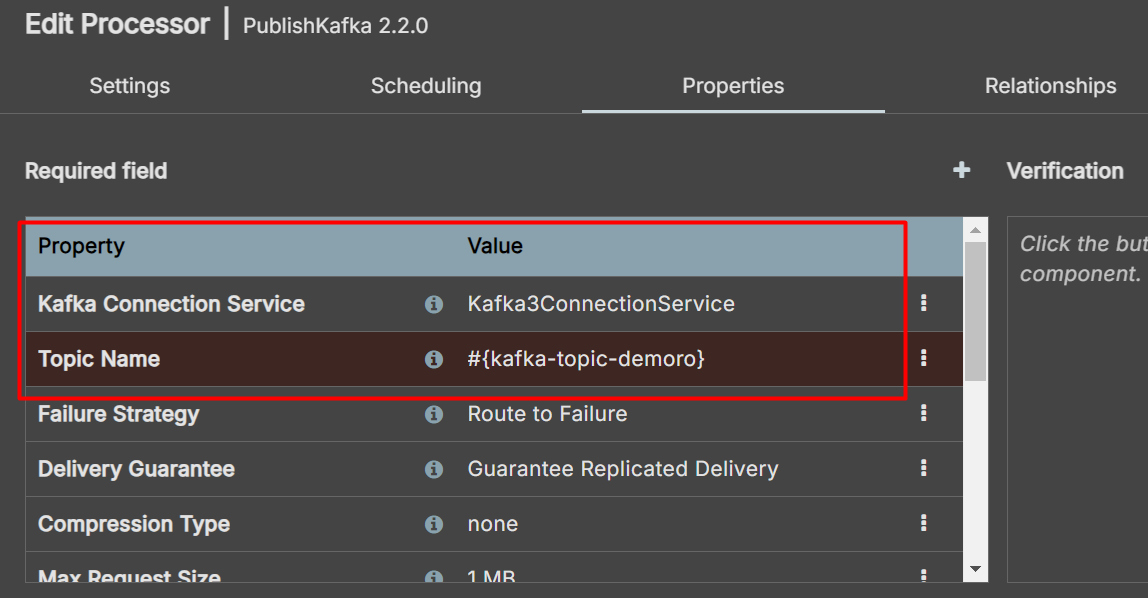 Edit Processor | PublishKafka 2.2.0
Settings Scheduling Properties Relationships
Required field + Verification
Property Value
Click the but
component.
Kafka Connection Service Kafka3ConnectionService
Topic Name #{kafka-topic-demoro}
Failure Strategy Route to Failure
Delivery Guarantee Guarantee Replicated Delivery
Compression Type none
Max Request Size 1 MB